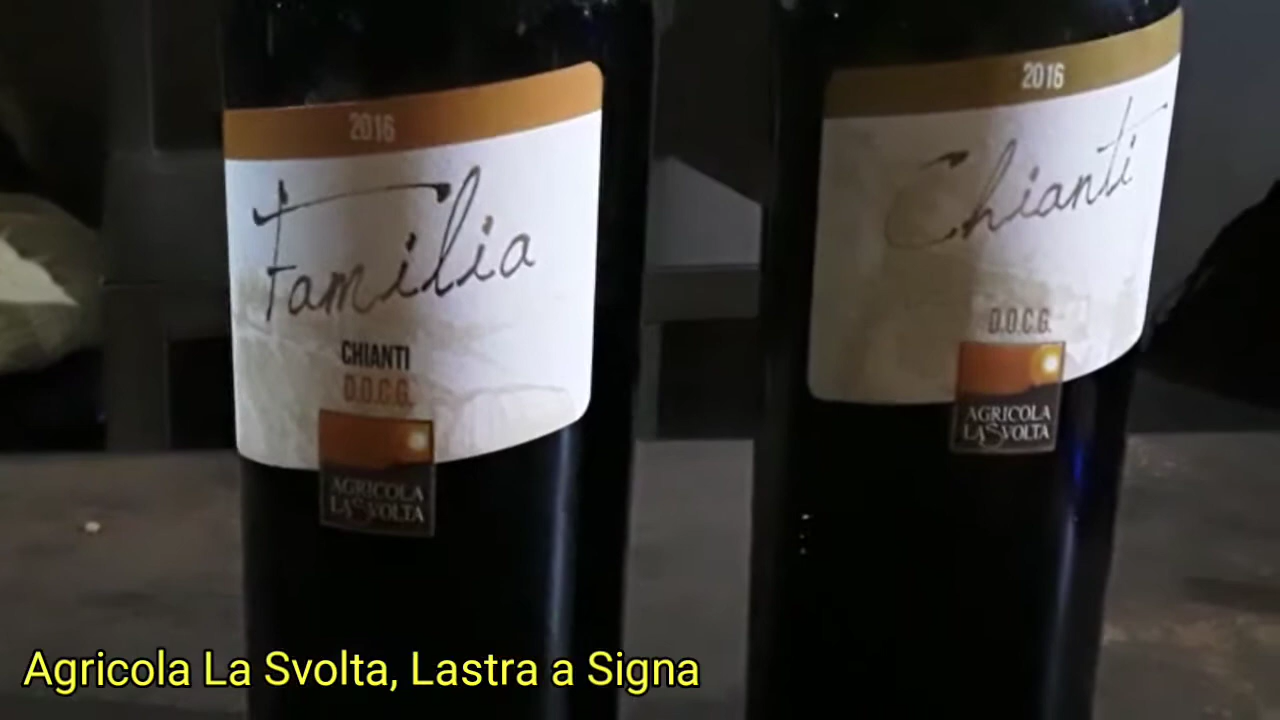 2016
Familia
CHIANTI
D.O.C.G.
AGRICOLA
LA SVOLTA
2016
Chianti
D.O.C.G.
AGRICOLA
LA SVOLTA
Agricola La Svolta, Lastra a Signa